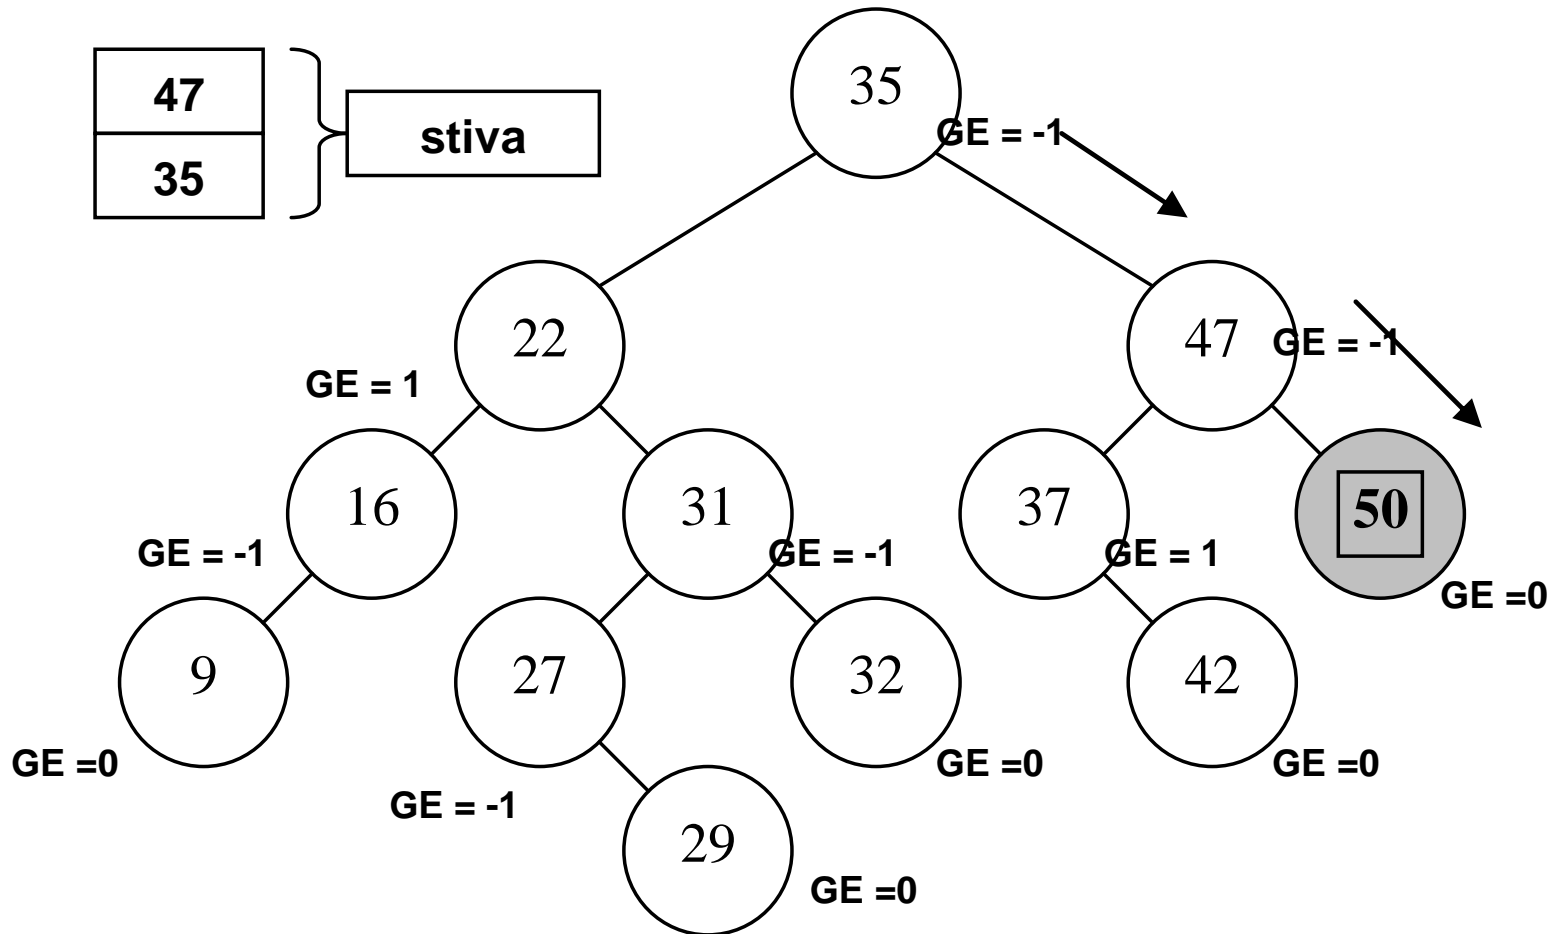 47
35
stiva
35
GE = -1
22
GE = 1
47
GE = -1
16
GE = -1
31
GE = -1
37
GE = 1
50
GE =0
9
GE =0
27
GE = -1
32
GE =0
42
GE =0
29
GE =0